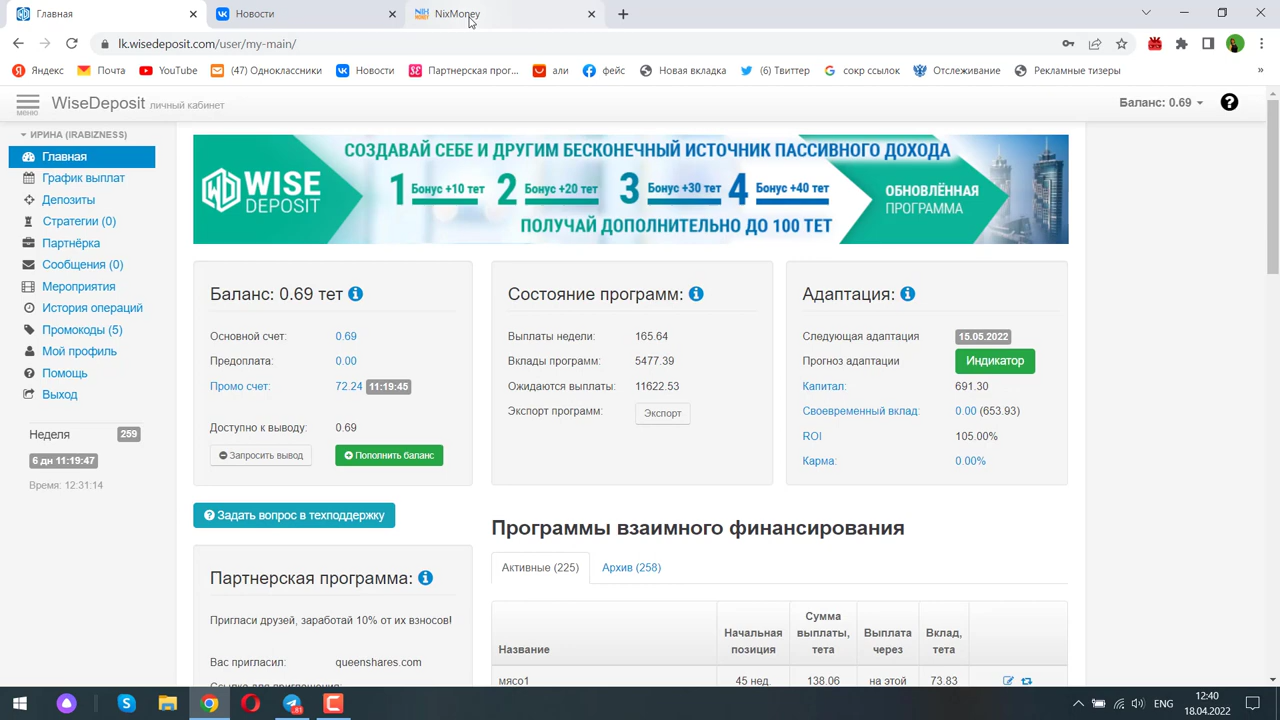 Главная
Новости
NixMoney
lk.wisedeposit.com/user/my-main/
Яндекс
Почта
YouTube
(47) Одноклассники
Новости
Партнерская прог...
али
фейс
Новая вкладка
(6) Твиттер
сокр ссылок
Отслеживание
Рекламные тизеры
»
меню
WiseDeposit личный кабинет
Баланс: 0.69
ИРИНА (IRABIZNESS)
Главная
График выплат
Депозиты
Стратегии (0)
Партнёрка
Сообщения (0)
Мероприятия
История операций
Промокоды (5)
Мой профиль
Помощь
Выход
Неделя 259
6 дн 11:19:47
Время: 12:31:14
СОЗДАВАЙ СЕБЕ И ДРУГИМ БЕСКОНЕЧНЫЙ ИСТОЧНИК ПАССИВНОГО ДОХОДА
WISE
DEPOSIT
1 Бонус +10 тет 2 Бонус +20 тет 3 Бонус +30 тет 4 Бонус +40 тет
ОБНОВЛЁННАЯ
ПРОГРАММА
ПОЛУЧАЙ ДОПОЛНИТЕЛЬНО ДО 100 ТЕТ
Баланс: 0.69 тет
Основной счет: 0.69
Предоплата: 0.00
Промо счет: 72.24 11:19:45
Доступно к выводу: 0.69
Запросить вывод
Пополнить баланс
Состояние программ:
Выплаты недели: 165.64
Вклады программ: 5477.39
Ожидаются выплаты: 11622.53
Экспорт программ: Экспорт
Адаптация:
Следующая адаптация 15.05.2022
Прогноз адаптации Индикатор
Капитал: 691.30
Своевременный вклад: 0.00 (653.93)
ROI 105.00%
Карма: 0.00%
Задать вопрос в техподдержку
Партнерская программа:
Пригласи друзей, заработай 10% от их взносов!
Вас пригласил: queenshares.com
Ссылка для приглашения:
Программы взаимного финансирования
Активные (225)
Архив (258)
Название
Начальная позиция
Сумма выплаты, тета
Выплата через
Вклад, тета
мясо1 45 нед. 138.06 на этой 73.83
81
ENG
12:40
18.04.2022